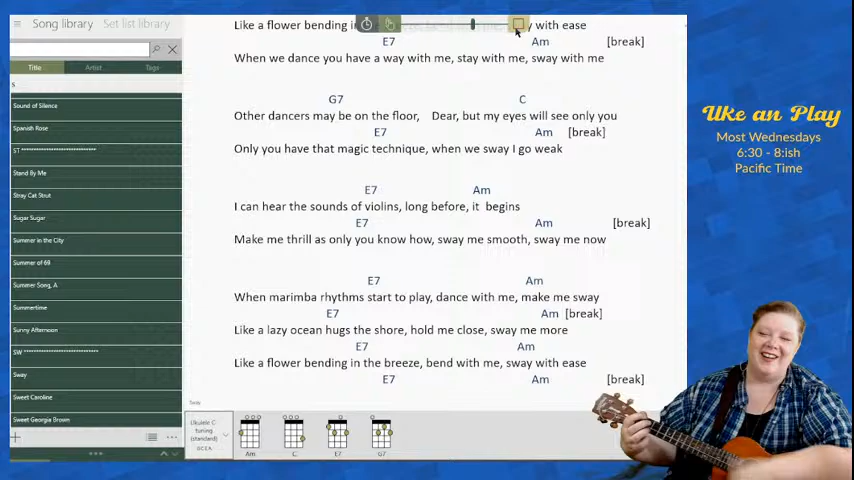 Song library
Set list library
Title
Artist
Tags
S
Sound of Silence
Spanish Rose
Stand By Me
Stray Cat Strut
Sugar Sugar
Summer in the City
Summer of 69
Summer Song, A
Summertime
Sunny Afternoon
Sway
Sweet Caroline
Sweet Georgia Brown
Like a flower bending in y with ease
E7 Am [break]
When we dance you have a way with me, stay with me, sway with me
G7 C
Other dancers may be on the floor, Dear, but my eyes will see only you
E7 Am [break]
Only you have that magic technique, when we sway I go weak
E7 Am
I can hear the sounds of violins, long before, it begins
E7 Am [break]
Make me thrill as only you know how, sway me smooth, sway me now
E7 Am
When marimba rhythms start to play, dance with me, make me sway
E7 Am [break]
Like a lazy ocean hugs the shore, hold me close, sway me more
E7 Am
Like a flower bending in the breeze, bend with me, sway with ease
E7 Am [break]
Sway
Ukulele C
tuning
(standard)
GCEA
Am C E7 G7
Uke an Play
Most Wednesdays
6:30 - 8:ish
Pacific Time